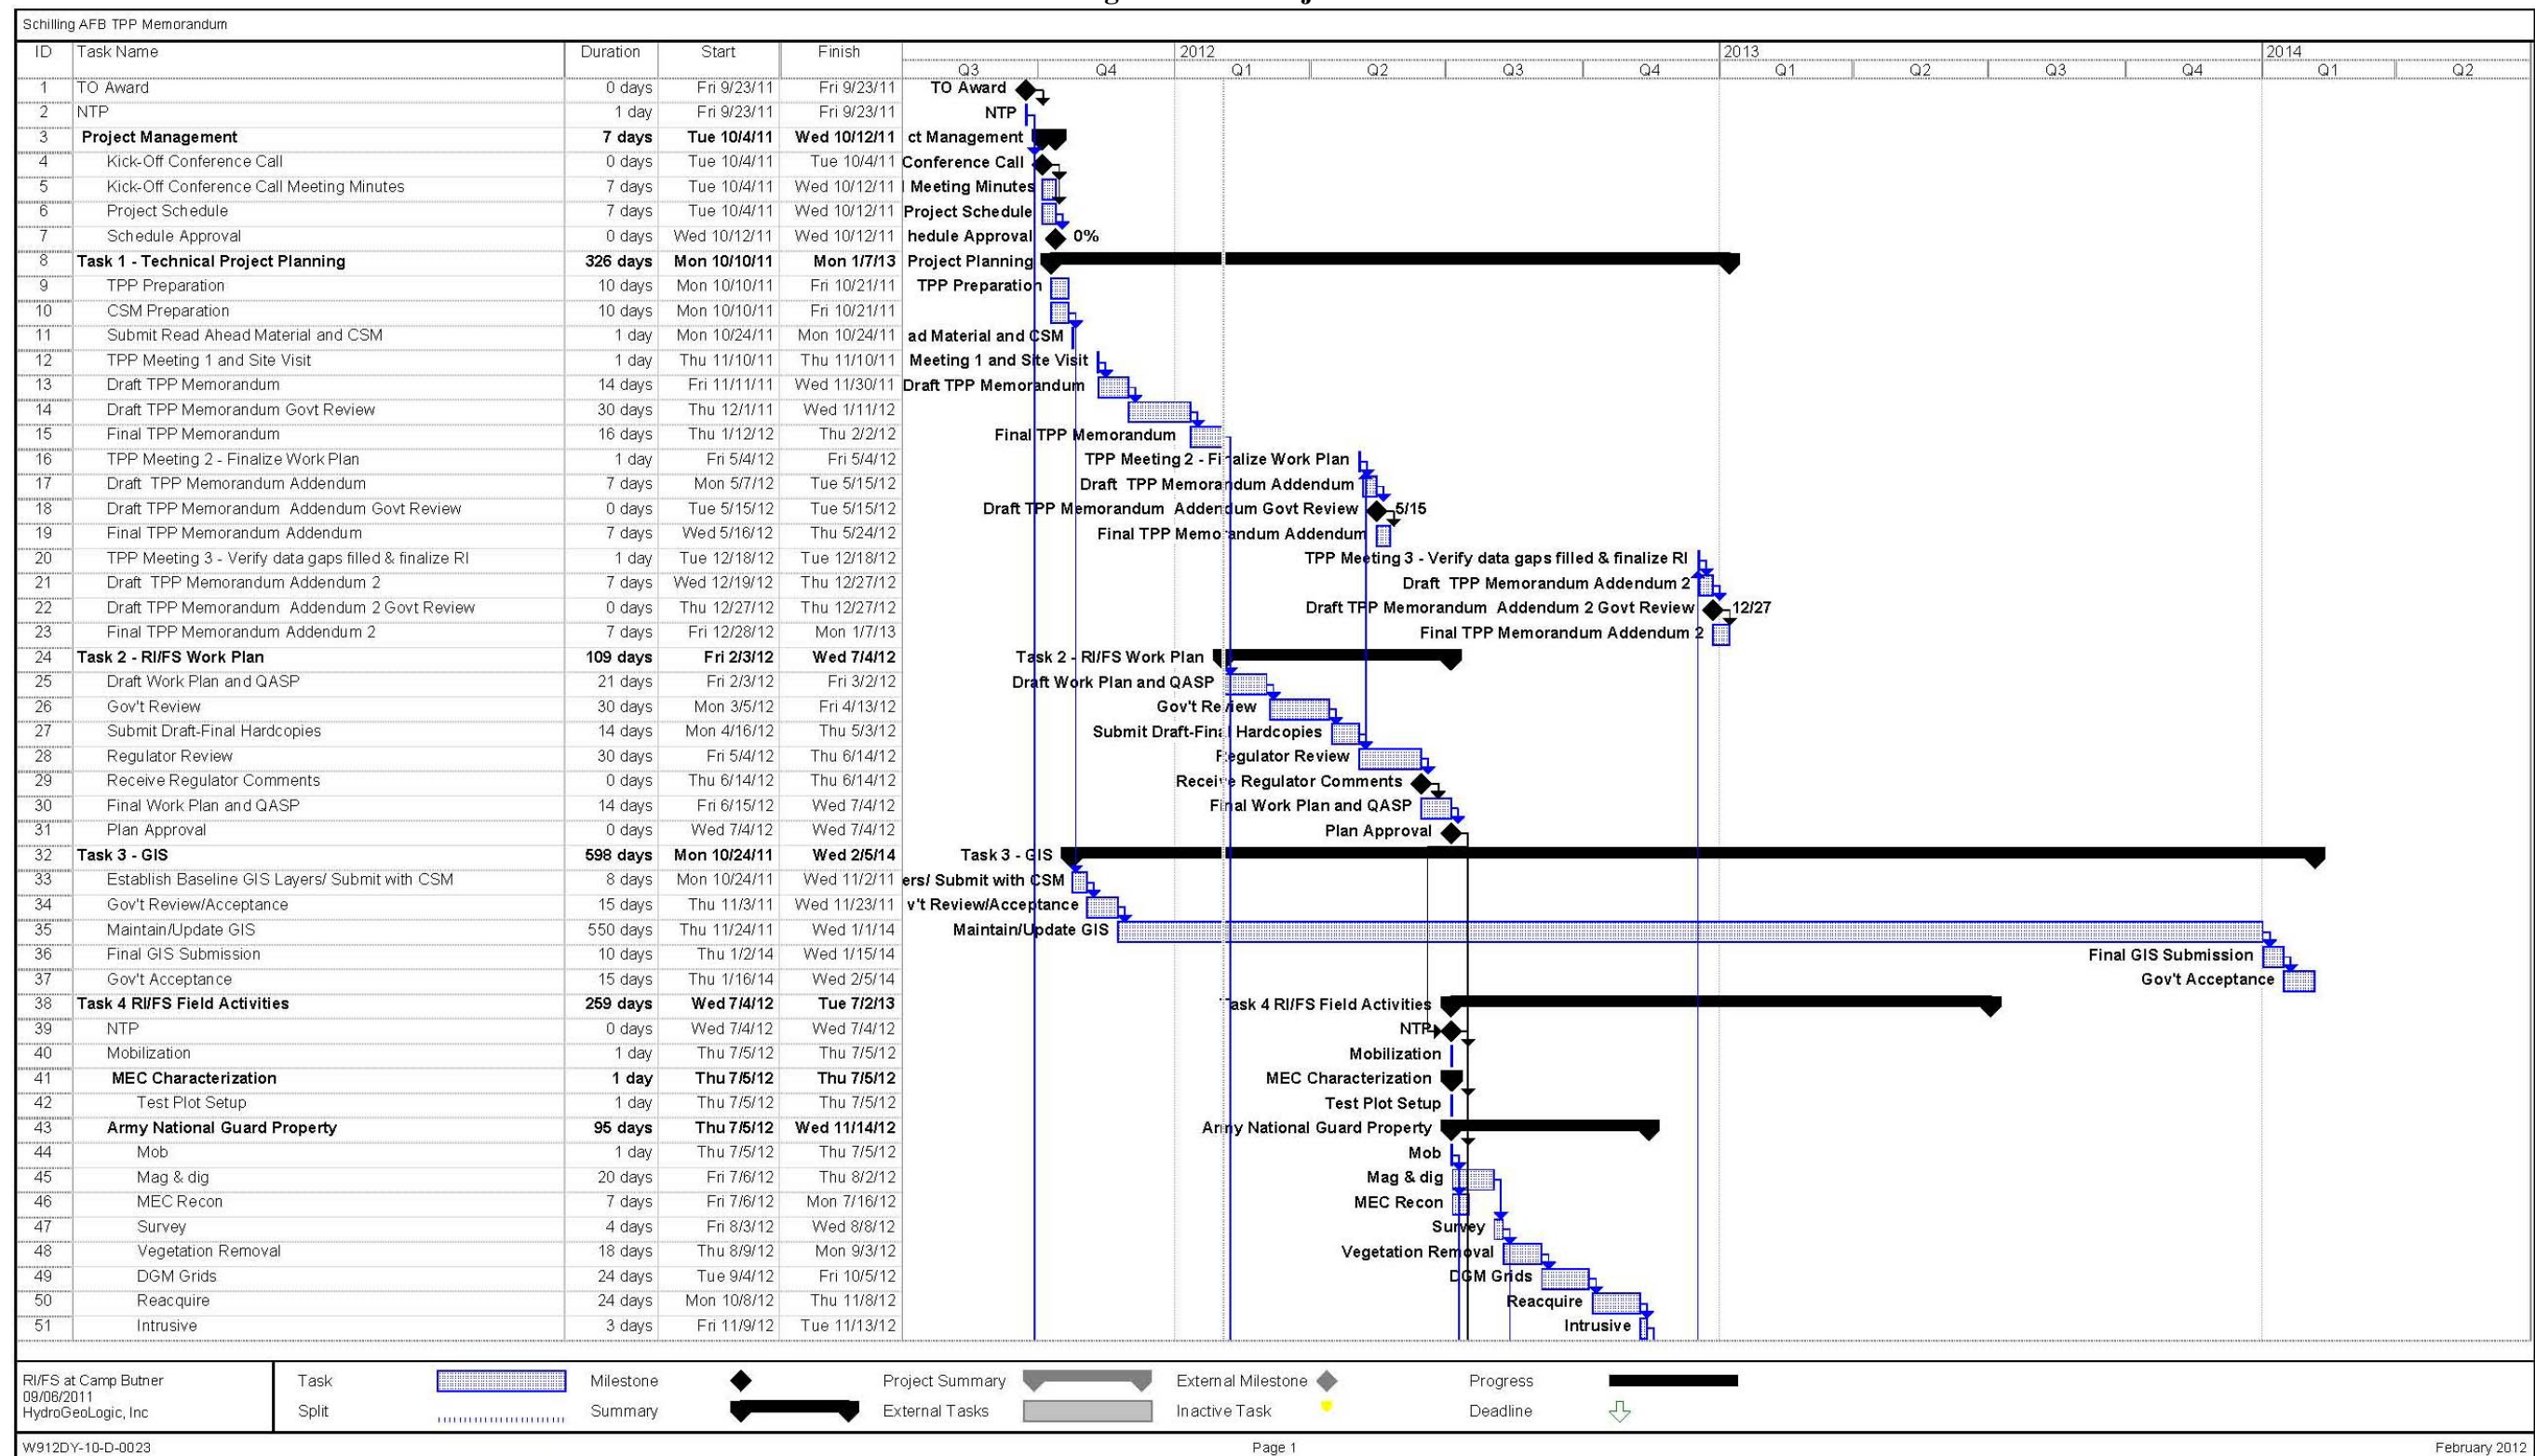 Schilling AFB TPP Memorandum
ID Task Name Duration Start Finish 2012 2013 2014
Q3 Q4 Q1 Q2 Q3 Q4 Q1 Q2 Q3 Q4 Q1 Q2
1 TO Award 0 days Fri 9/23/11 Fri 9/23/11 TO Award
2 NTP 1 day Fri 9/23/11 Fri 9/23/11 NTP
3 Project Management 7 days Tue 10/4/11 Wed 10/12/11 ct Management
4 Kick-Off Conference Call 0 days Tue 10/4/11 Tue 10/4/11 Conference Call
5 Kick-Off Conference Call Meeting Minutes 7 days Tue 10/4/11 Wed 10/12/11 Meeting Minutes
6 Project Schedule 7 days Tue 10/4/11 Wed 10/12/11 Project Schedule
7 Schedule Approval 0 days Wed 10/12/11 Wed 10/12/11 hedule Approval 0%
8 Task 1 - Technical Project Planning 326 days Mon 10/10/11 Mon 1/7/13 Project Planning
9 TPP Preparation 10 days Mon 10/10/11 Fri 10/21/11 TPP Preparation
10 CSM Preparation 10 days Mon 10/10/11 Fri 10/21/11
11 Submit Read Ahead Material and CSM 1 day Mon 10/24/11 Mon 10/24/11 ad Material and CSM
12 TPP Meeting 1 and Site Visit 1 day Thu 11/10/11 Thu 11/10/11 Meeting 1 and Site Visit
13 Draft TPP Memorandum 14 days Fri 11/11/11 Wed 11/30/11 Draft TPP Memorandum
14 Draft TPP Memorandum Govt Review 30 days Thu 12/1/11 Wed 1/11/12
15 Final TPP Memorandum 16 days Thu 1/12/12 Thu 2/2/12 Final TPP Memorandum
16 TPP Meeting 2 - Finalize Work Plan 1 day Fri 5/4/12 Fri 5/4/12 TPP Meeting 2 - Finalize Work Plan
17 Draft TPP Memorandum Addendum 7 days Mon 5/7/12 Tue 5/15/12 Draft TPP Memorandum Addendum
18 Draft TPP Memorandum Addendum Govt Review 0 days Tue 5/15/12 Tue 5/15/12 Draft TPP Memorandum Addendum Govt Review 5/15
19 Final TPP Memorandum Addendum 7 days Wed 5/16/12 Thu 5/24/12 Final TPP Memorandum Addendum
20 TPP Meeting 3 - Verify data gaps filled & finalize RI 1 day Tue 12/18/12 Tue 12/18/12 TPP Meeting 3 - Verify data gaps filled & finalize RI
21 Draft TPP Memorandum Addendum 2 7 days Wed 12/19/12 Thu 12/27/12 Draft TPP Memorandum Addendum 2
22 Draft TPP Memorandum Addendum 2 Govt Review 0 days Thu 12/27/12 Thu 12/27/12 Draft TPP Memorandum Addendum 2 Govt Review 12/27
23 Final TPP Memorandum Addendum 2 7 days Fri 12/28/12 Mon 1/7/13 Final TPP Memorandum Addendum 2
24 Task 2 - RI/FS Work Plan 109 days Fri 2/3/12 Wed 7/4/12 Task 2 - RI/FS Work Plan
25 Draft Work Plan and QASP 21 days Fri 2/3/12 Fri 3/2/12 Draft Work Plan and QASP
26 Gov't Review 30 days Mon 3/5/12 Fri 4/13/12 Gov't Review
27 Submit Draft-Final Hardcopies 14 days Mon 4/16/12 Thu 5/3/12 Submit Draft-Final Hardcopies
28 Regulator Review 30 days Fri 5/4/12 Thu 6/14/12 Regulator Review
29 Receive Regulator Comments 0 days Thu 6/14/12 Thu 6/14/12 Receive Regulator Comments
30 Final Work Plan and QASP 14 days Fri 6/15/12 Wed 7/4/12 Final Work Plan and QASP
31 Plan Approval 0 days Wed 7/4/12 Wed 7/4/12 Plan Approval
32 Task 3 - GIS 598 days Mon 10/24/11 Wed 2/5/14 Task 3 - GIS
33 Establish Baseline GIS Layers/ Submit with CSM 8 days Mon 10/24/11 Wed 11/2/11 ers/ Submit with CSM
34 Gov't Review/Acceptance 15 days Thu 11/3/11 Wed 11/23/11 v't Review/Acceptance
35 Maintain/Update GIS 550 days Thu 11/24/11 Wed 1/1/14 Maintain/Update GIS
36 Final GIS Submission 10 days Thu 1/2/14 Wed 1/15/14 Final GIS Submission
37 Gov't Acceptance 15 days Thu 1/16/14 Wed 2/5/14 Gov't Acceptance
38 Task 4 RI/FS Field Activities 259 days Wed 7/4/12 Tue 7/2/13 Task 4 RI/FS Field Activities
39 NTP 0 days Wed 7/4/12 Wed 7/4/12 NTP
40 Mobilization 1 day Thu 7/5/12 Thu 7/5/12 Mobilization
41 MEC Characterization 1 day Thu 7/5/12 Thu 7/5/12 MEC Characterization
42 Test Plot Setup 1 day Thu 7/5/12 Thu 7/5/12 Test Plot Setup
43 Army National Guard Property 95 days Thu 7/5/12 Wed 11/14/12 Army National Guard Property
44 Mob 1 day Thu 7/5/12 Thu 7/5/12 Mob
45 Mag & dig 20 days Fri 7/6/12 Thu 8/2/12 Mag & dig
46 MEC Recon 7 days Fri 7/6/12 Mon 7/16/12 MEC Recon
47 Survey 4 days Fri 8/3/12 Wed 8/8/12 Survey
48 Vegetation Removal 18 days Thu 8/9/12 Mon 9/3/12 Vegetation Removal
49 DGM Grids 24 days Tue 9/4/12 Fri 10/5/12 DGM Grids
50 Reacquire 24 days Mon 10/8/12 Thu 11/8/12 Reacquire
51 Intrusive 3 days Fri 11/9/12 Tue 11/13/12 Intrusive
RI/FS at Camp Butner
09/06/2011
HydroGeoLogic, Inc
Task Milestone Project Summary External Milestone Progress
Split Summary External Tasks Inactive Task Deadline
W912DY-10-D-0023 Page 1 February 2012